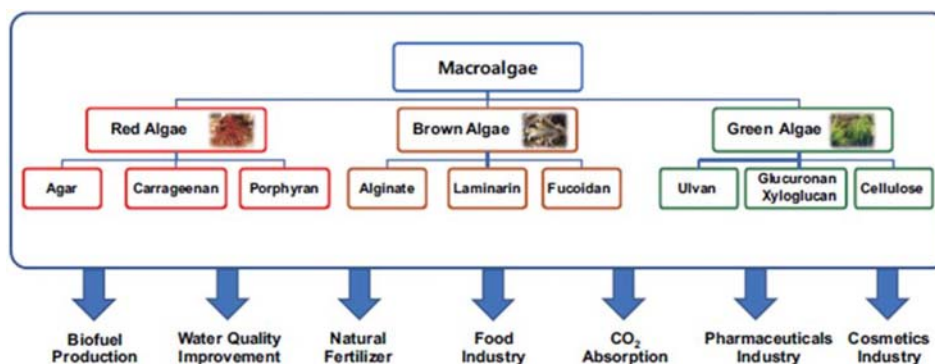 Macroalgae
Red Algae
Brown Algae
Green Algae
Agar
Carrageenan
Porphyran
Alginate
Laminarin
Fucoidan
Ulvan
Glucuronan
Xyloglucan
Cellulose
Biofuel
Production
Water Quality
Improvement
Natural
Fertilizer
Food
Industry
CO₂
Absorption
Pharmaceuticals
Industry
Cosmetics
Industry